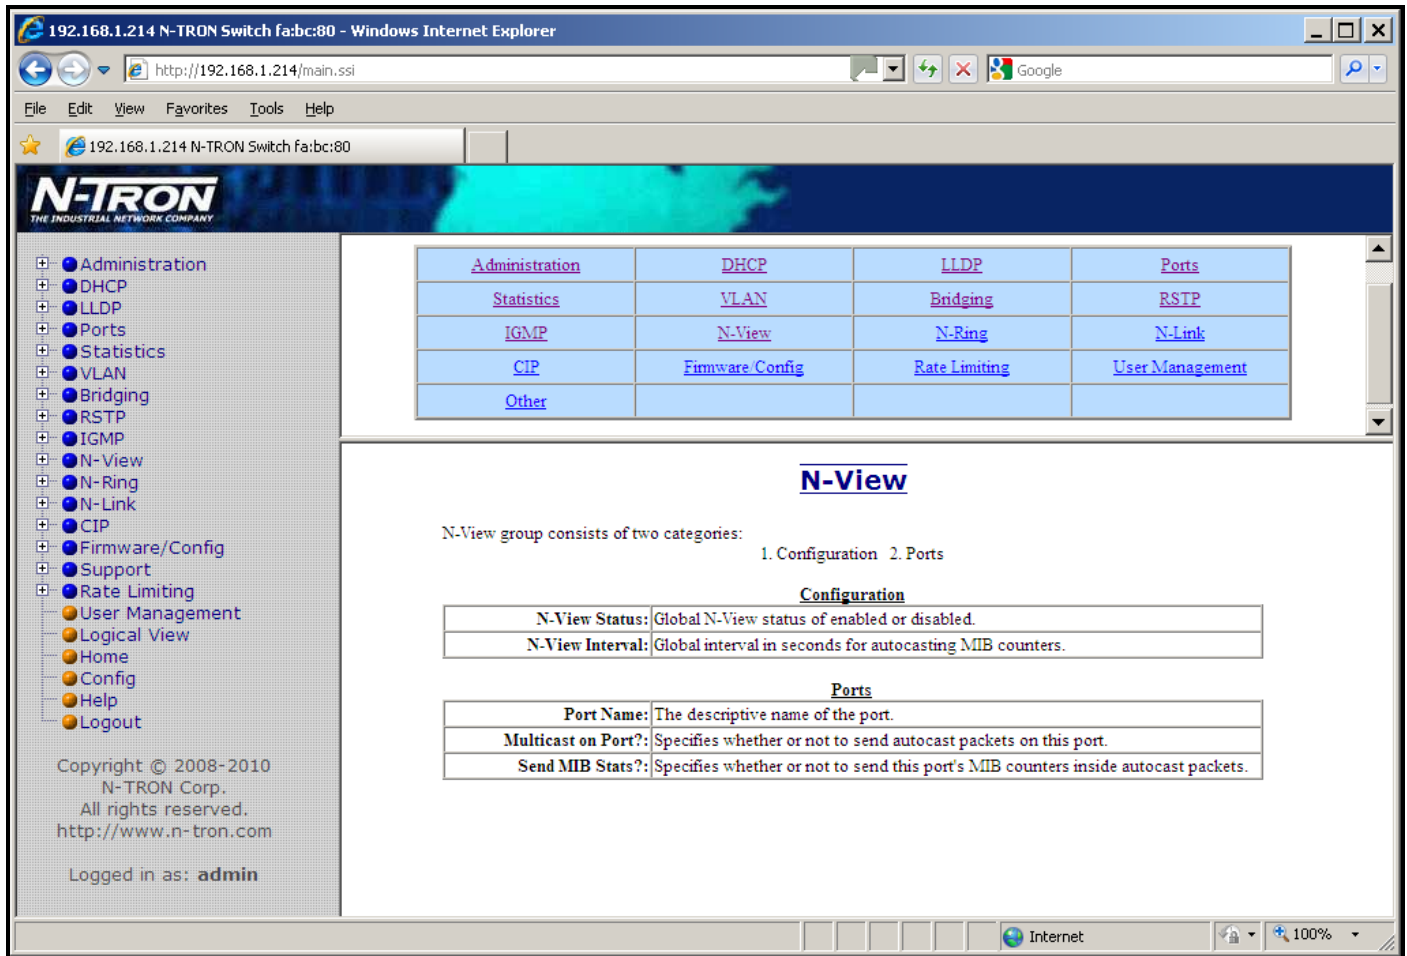 192.168.1.214 N-TRON Switch fa:bc:80 - Windows Internet Explorer
http://192.168.1.214/main.ssi
Google
File Edit View Favorites Tools Help
192.168.1.214 N-TRON Switch fa:bc:80
N-TRON
THE INDUSTRIAL NETWORK COMPANY
Administration
DHCP
LLDP
Ports
Statistics
VLAN
Bridging
RSTP
IGMP
N-View
N-Ring
N-Link
CIP
Firmware/Config
Support
Rate Limiting
User Management
Logical View
Home
Config
Help
Logout
Copyright © 2008-2010
N-TRON Corp.
All rights reserved.
http://www.n-tron.com
Logged in as: admin
Administration DHCP LLDP Ports
Statistics VLAN Bridging RSTP
IGMP N-View N-Ring N-Link
CIP Firmware/Config Rate Limiting User Management
Other
N-View
N-View group consists of two categories:
1. Configuration 2. Ports
Configuration
N-View Status: Global N-View status of enabled or disabled.
N-View Interval: Global interval in seconds for autocasting MIB counters.
Ports
Port Name: The descriptive name of the port.
Multicast on Port?: Specifies whether or not to send autocast packets on this port.
Send MIB Stats?: Specifies whether or not to send this port's MIB counters inside autocast packets.
Internet 100%